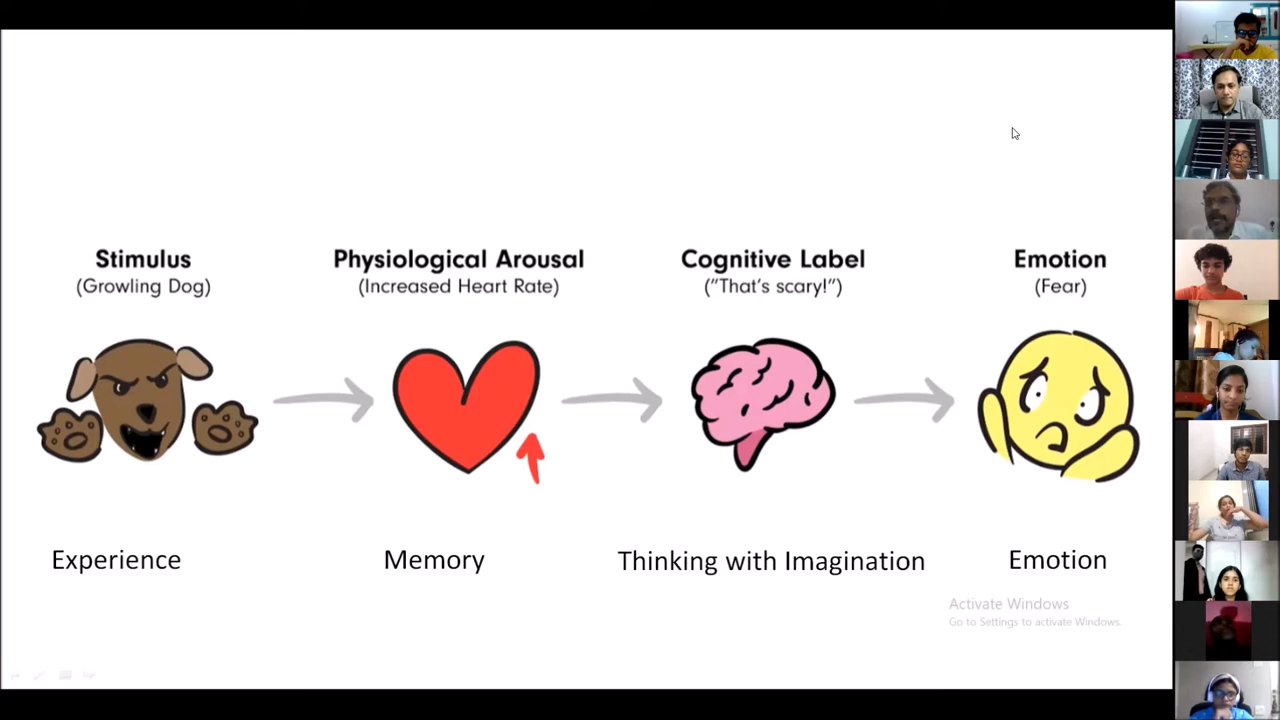 Stimulus
(Growling Dog)
Physiological Arousal
(Increased Heart Rate)
Cognitive Label
("That's scary!")
Emotion
(Fear)
Experience
Memory
Thinking with Imagination
Emotion
Activate Windows
Go to Settings to activate Windows.